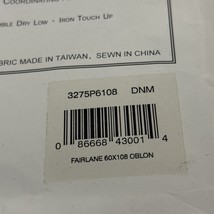 COORDINATING
BLE DRY LOW · IRON TOUCH UP
BRIC MADE IN TAIWAN, SEWN IN CHINA
3275P6108 DNM
0 86668 43001 4
FAIRLANE 60X108 OBLON